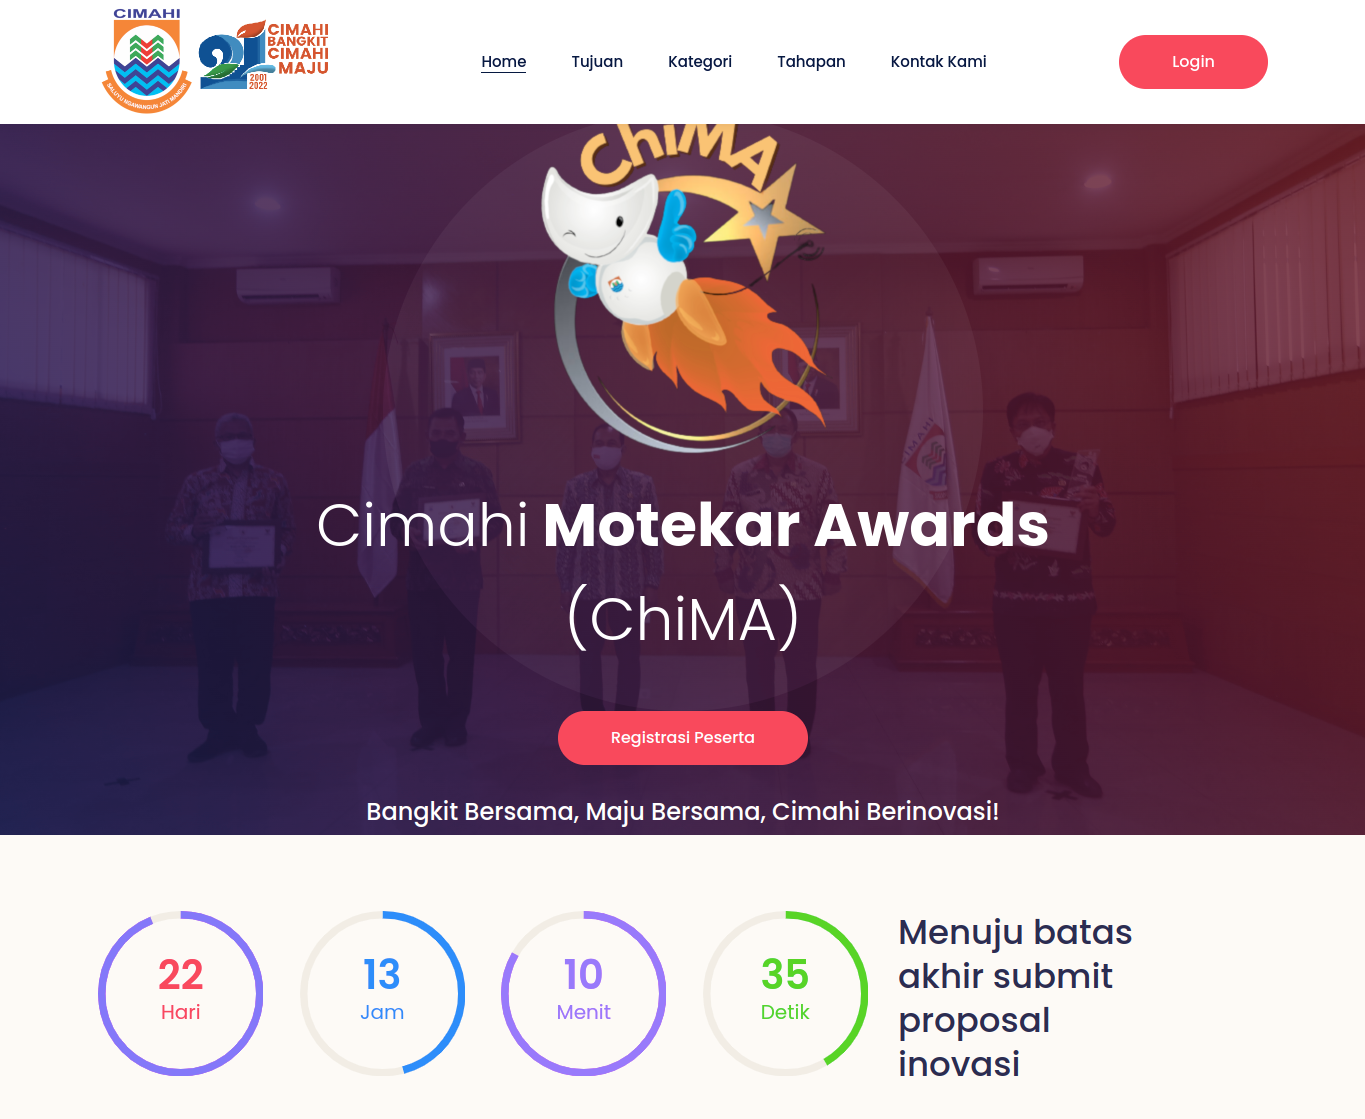 CIMAHI
SALUYU NGAWANGUN JATI MANDIRI
21
CIMAHI
BANGKIT
CIMAHI
MAJU
2001
2022
Home
Tujuan
Kategori
Tahapan
Kontak Kami
Login
ChiMA
CIMAHI
Cimahi Motekar Awards
(ChiMA)
Registrasi Peserta
Bangkit Bersama, Maju Bersama, Cimahi Berinovasi!
22
Hari
13
Jam
10
Menit
35
Detik
Menuju batas
akhir submit
proposal
inovasi